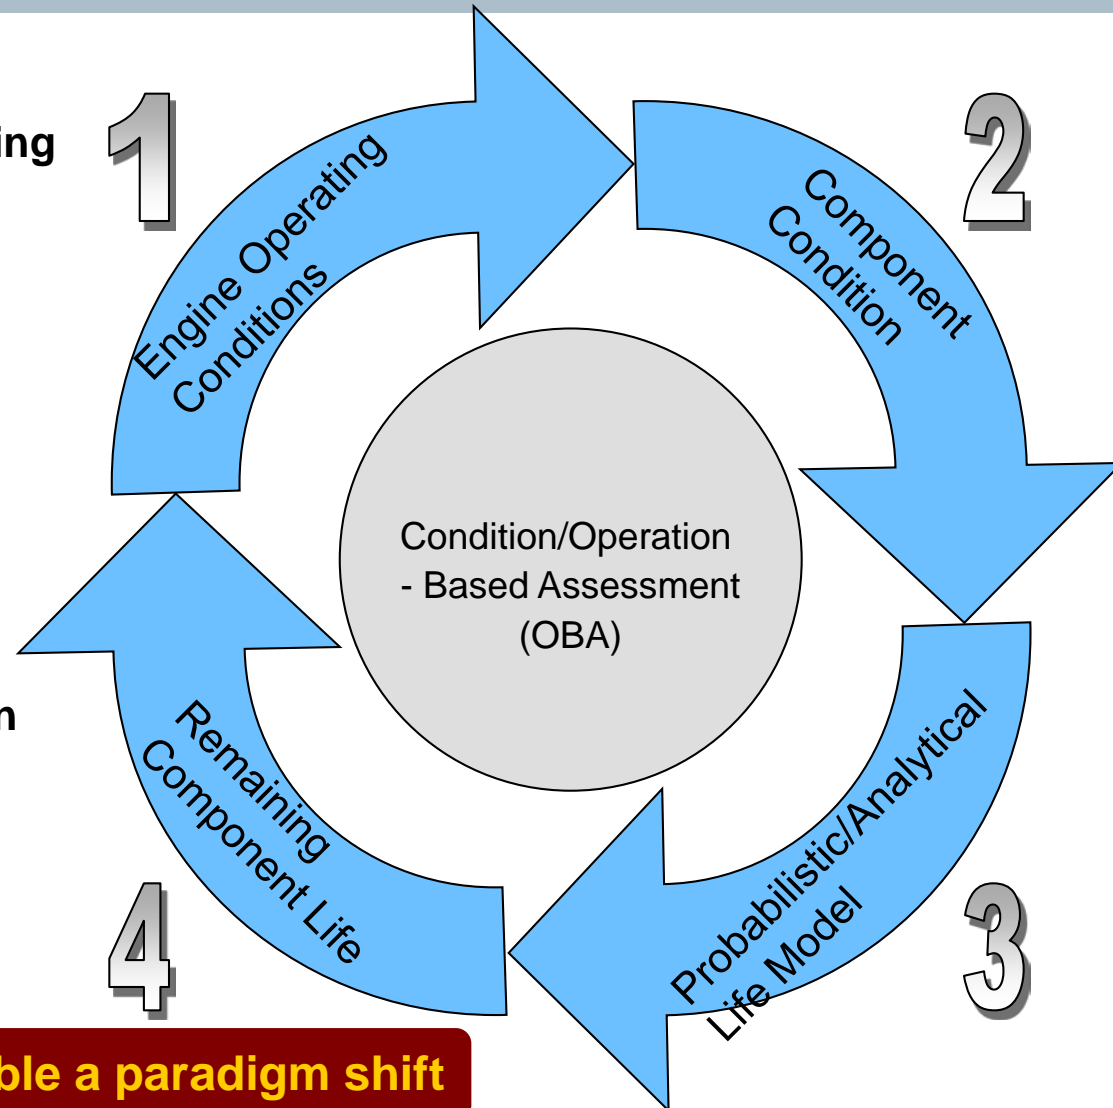 1
ing
Engine Operating
Conditions
2
Component
Condition
Condition/Operation
- Based Assessment
(OBA)
n
Remaining
Component Life
4
Probabilistic/Analytical
Life Model
3
ble a paradigm shift